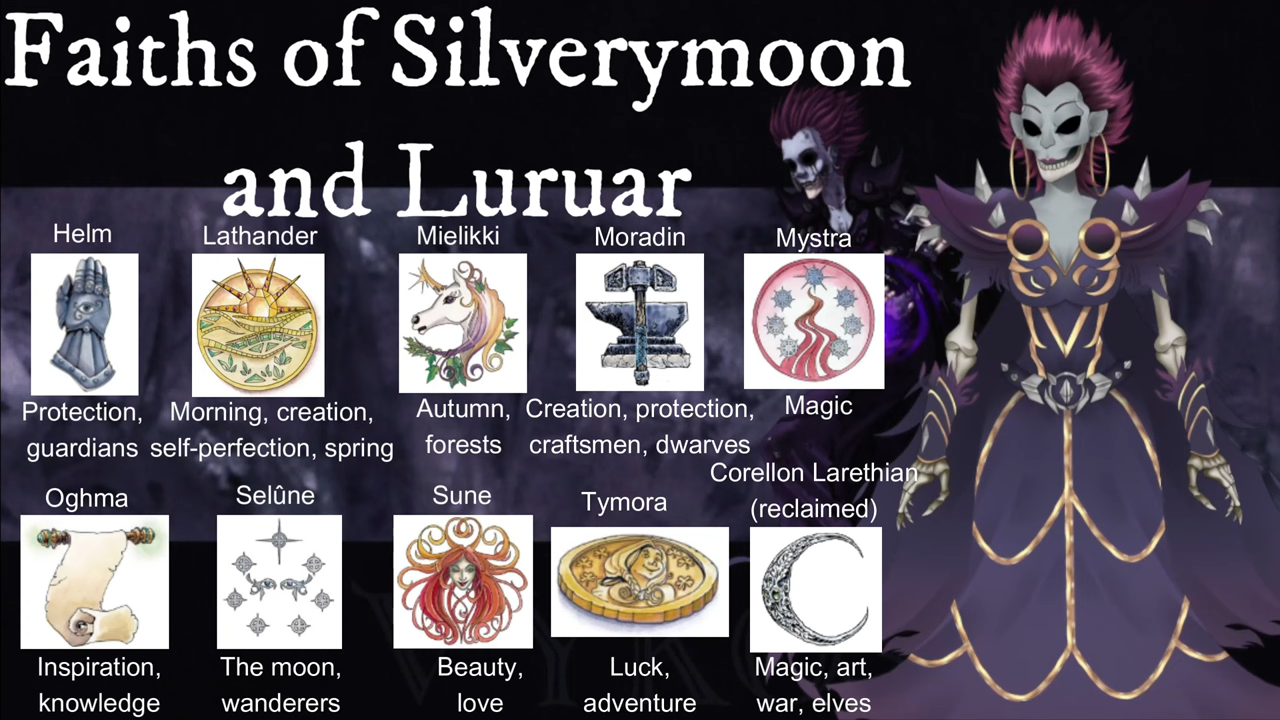 Faiths of Silverymoon
and Luruar
Helm
Lathander
Mielikki
Moradin
Mystra
Protection,
guardians
Morning, creation,
self-perfection, spring
Autumn,
forests
Creation, protection,
craftsmen, dwarves
Magic
Oghma
Selûne
Sune
Tymora
Corellon Larethian
(reclaimed)
Inspiration,
knowledge
The moon,
wanderers
Beauty,
love
Luck,
adventure
Magic, art,
war, elves